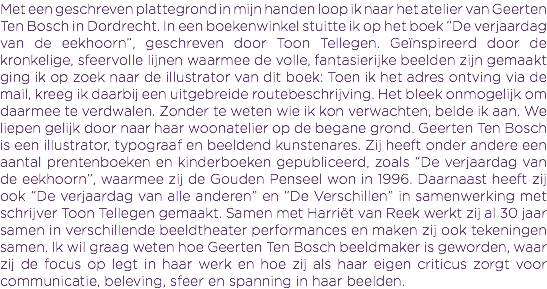 Met een geschreven plattegrond in mijn handen loop ik naar het atelier van Geerten
Ten Bosch in Dordrecht. In een boekenwinkel stuitte ik op het boek “De verjaardag
van de eekhoorn”, geschreven door Toon Tellegen. Geïnspireerd door de
kronkelige, sfeervolle lijnen waarmee de volle, fantasierijke beelden zijn gemaakt
ging ik op zoek naar de illustrator van dit boek: Toen ik het adres ontving via de
mail, kreeg ik daarbij een uitgebreide routebeschrijving. Het bleek onmogelijk om
daarmee te verdwalen. Zonder te weten wie ik kon verwachten, belde ik aan. We
liepen gelijk door naar haar woonatelier op de begane grond. Geerten Ten Bosch
is een illustrator, typograaf en beeldend kunstenares. Zij heeft onder andere een
aantal prentenboeken en kinderboeken gepubliceerd, zoals “De verjaardag van
de eekhoorn”, waarmee zij de Gouden Penseel won in 1996. Daarnaast heeft zij
ook “De verjaardag van alle anderen” en “De Verschillen” in samenwerking met
schrijver Toon Tellegen gemaakt. Samen met Harriët van Reek werkt zij al 30 jaar
samen in verschillende beeldtheater performances en maken zij ook tekeningen
samen. Ik wil graag weten hoe Geerten Ten Bosch beeldmaker is geworden, waar
zij de focus op legt in haar werk en hoe zij als haar eigen criticus zorgt voor
communicatie, beleving, sfeer en spanning in haar beelden.